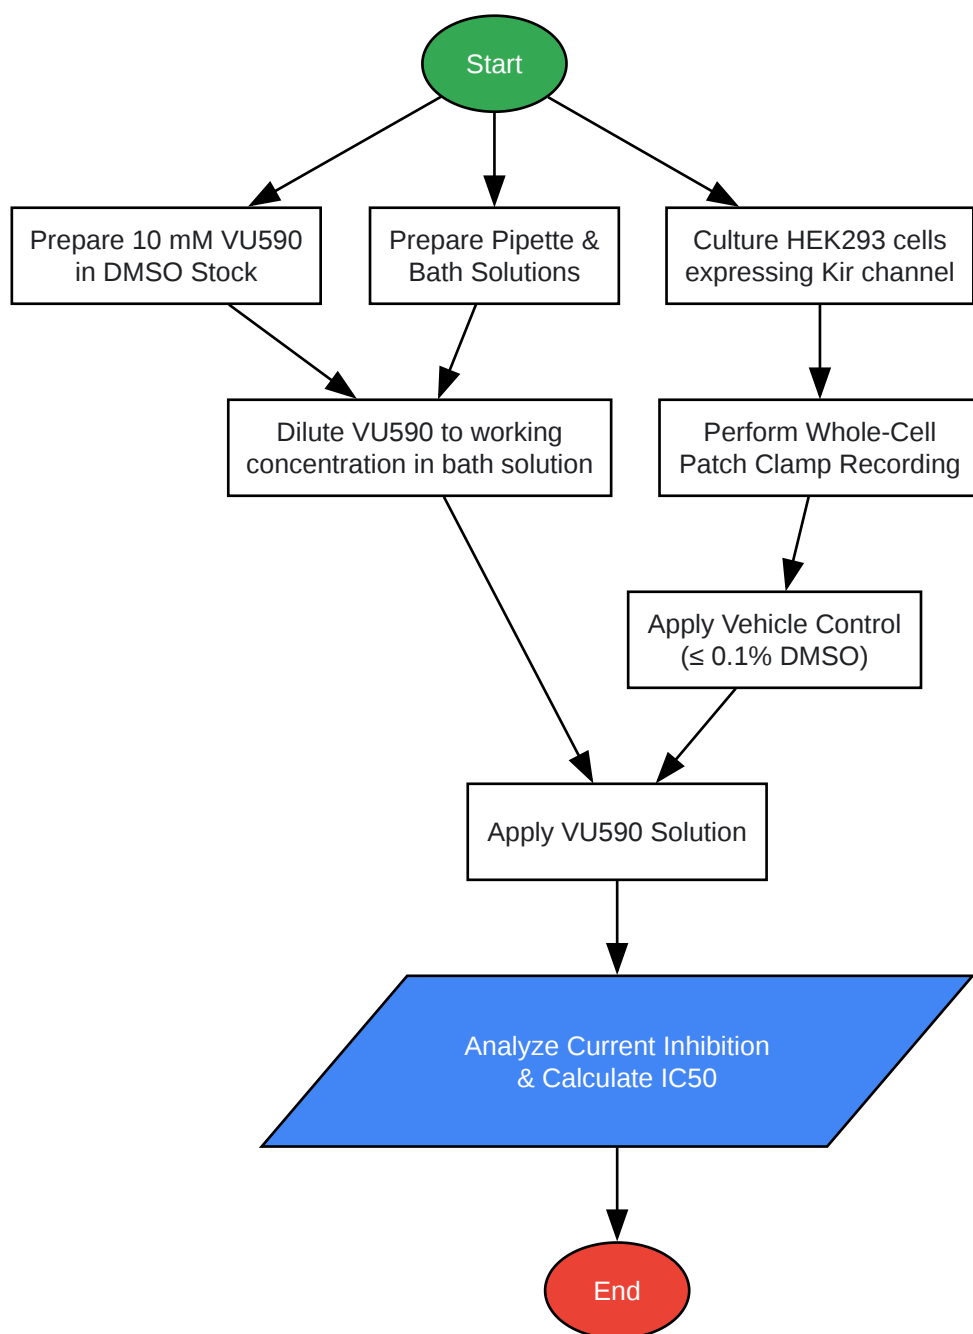 Start
Prepare 10 mM VU590
in DMSO Stock
Prepare Pipette &
Bath Solutions
Culture HEK293 cells
expressing Kir channel
Dilute VU590 to working
concentration in bath solution
Perform Whole-Cell
Patch Clamp Recording
Apply Vehicle Control
(≤ 0.1% DMSO)
Apply VU590 Solution
Analyze Current Inhibition
& Calculate IC50
End